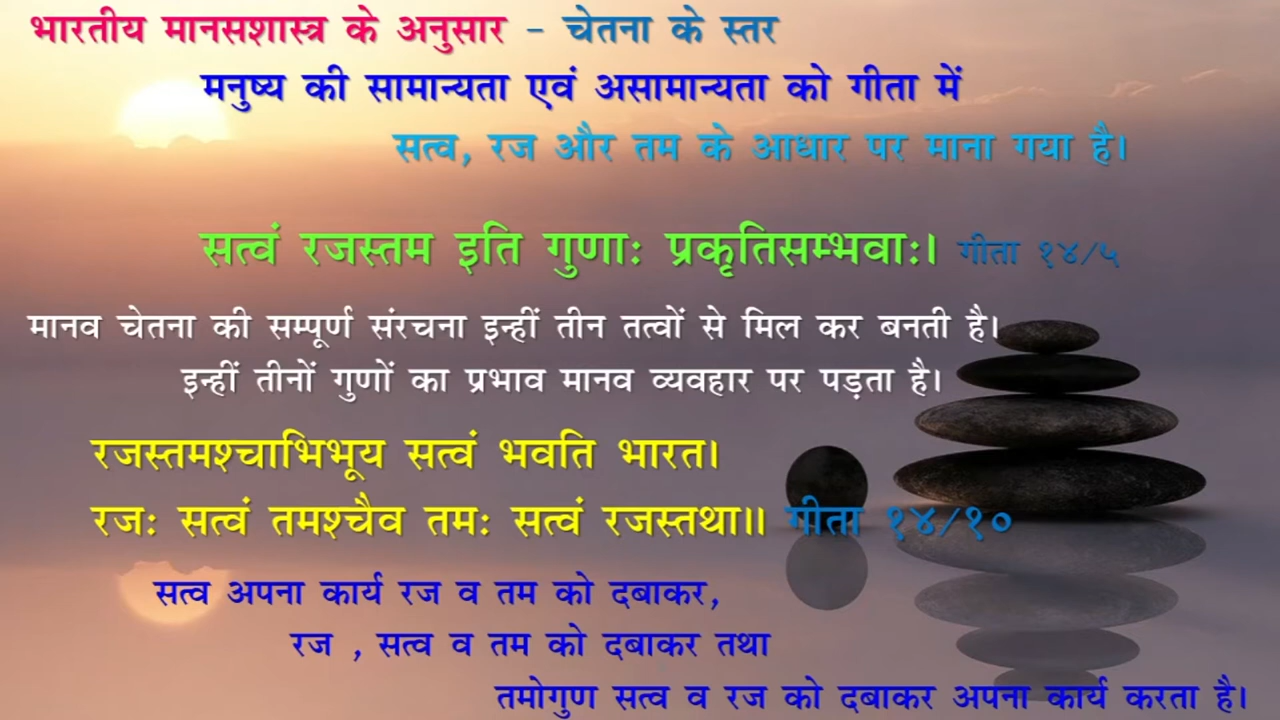 भारतीय मानसशास्त्र के अनुसार - चेतना के स्तर
मनुष्य की सामान्यता एवं असामान्यता को गीता में
सत्व, रज और तम के आधार पर माना गया है।
सत्वं रजस्तम इति गुणाः प्रकृतिसम्भवाः। गीता १४/५
मानव चेतना की सम्पूर्ण संरचना इन्हीं तीन तत्वों से मिल कर बनती है।
इन्हीं तीनों गुणों का प्रभाव मानव व्यवहार पर पड़ता है।
रजस्तमश्चाभिभूय सत्वं भवति भारत।
रजः सत्वं तमश्चैव तमः सत्वं रजस्तथा॥ गीता १४/१०
सत्व अपना कार्य रज व तम को दबाकर,
रज , सत्व व तम को दबाकर तथा
तमोगुण सत्व व रज को दबाकर अपना कार्य करता है।